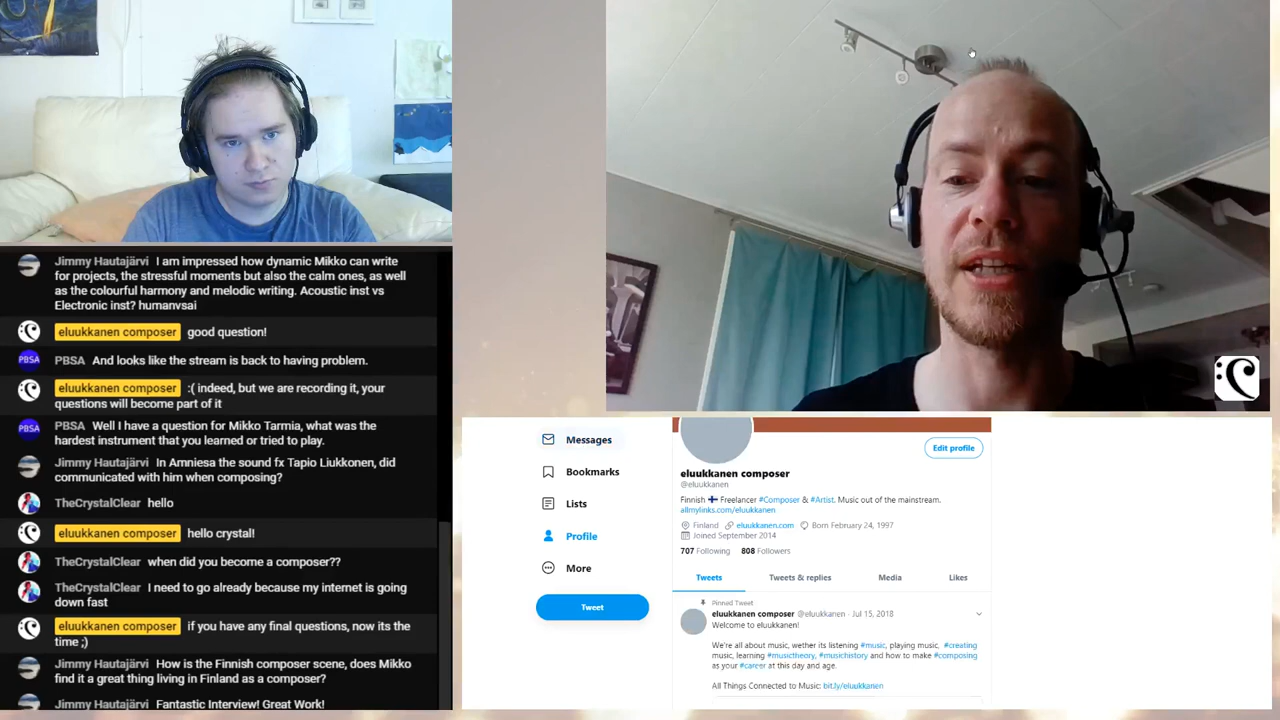 Jimmy Hautajärvi I am impressed how dynamic Mikko can write
for projects, the stressful moments but also the calm ones, as well
as the colourful harmony and melodic writing. Acoustic inst vs
Electronic inst? humanvsai
eluukkanen composer good question!
PBSA And looks like the stream is back to having problem.
eluukkanen composer :( indeed, but we are recording it, your
questions will become part of it
PBSA Well I have a question for Mikko Tarmia, what was the
hardest instrument that you learned or tried to play.
Jimmy Hautajärvi In Amniesa the sfx of Tapio Liukkonen, did
communicate with him when composing?
TheCrystalClear hello
eluukkanen composer hello crystal!
TheCrystalClear when did you become a composer??
TheCrystalClear I need to go already because my internet is going
down fast
eluukkanen composer if you have any final questions, now its the
time ;)
Jimmy Hautajärvi How is the Finnish composer scene, does Mikko
find it a great thing living in Finland as a composer?
Jimmy Hautajärvi Fantastic Interview! Great Work!
Messages
Bookmarks
Lists
Profile
More
Tweet
Edit profile
eluukkanen composer
@eluukkanen
Finnish Freelancer #Composer & #Artist. Music out of the mainstream.
allmylinks.com/eluukkanen
Finland eluukkanen.com Born February 24, 1997
Joined September 2014
707 Following 808 Followers
Tweets Tweets & replies Media Likes
Pinned Tweet
eluukkanen composer @eluukkanen · Jul 15, 2018
Welcome to eluukkanen!
We're all about music, wether its listening #music, playing music, #creating
music, learning #musictheory, #musichistory and how to make #composing
as your #career at this day and age.
All Things Connected to Music: bit.ly/eluukkanen